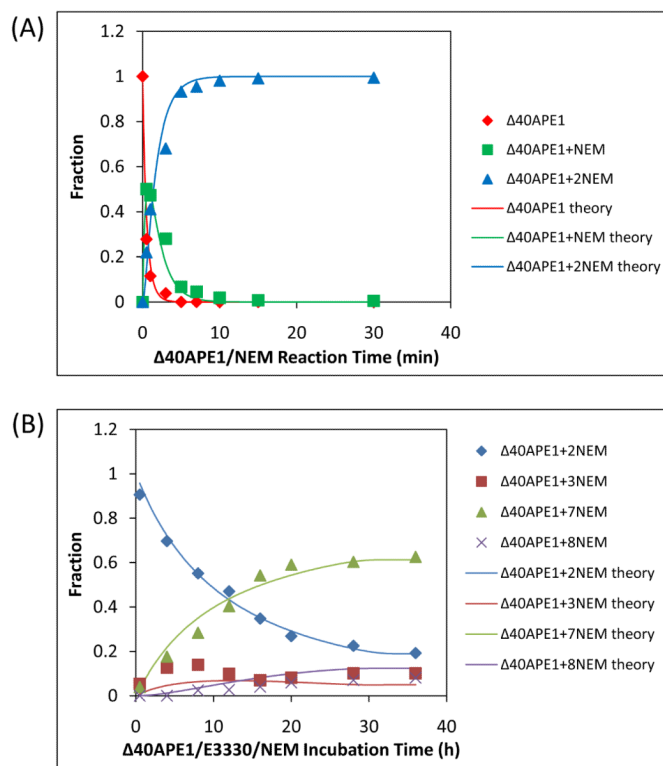 (A)
1.2
1
0.8
0.6
0.4
0.2
0
Fraction
0 10 20 30 40
Δ40APE1/NEM Reaction Time (min)
Δ40APE1
Δ40APE1+NEM
Δ40APE1+2NEM
Δ40APE1 theory
Δ40APE1+NEM theory
Δ40APE1+2NEM theory
(B)
1.2
1
0.8
0.6
0.4
0.2
0
Fraction
0 10 20 30 40
Δ40APE1/E3330/NEM Incubation Time (h)
Δ40APE1+2NEM
Δ40APE1+3NEM
Δ40APE1+7NEM
Δ40APE1+8NEM
Δ40APE1+2NEM theory
Δ40APE1+3NEM theory
Δ40APE1+7NEM theory
Δ40APE1+8NEM theory